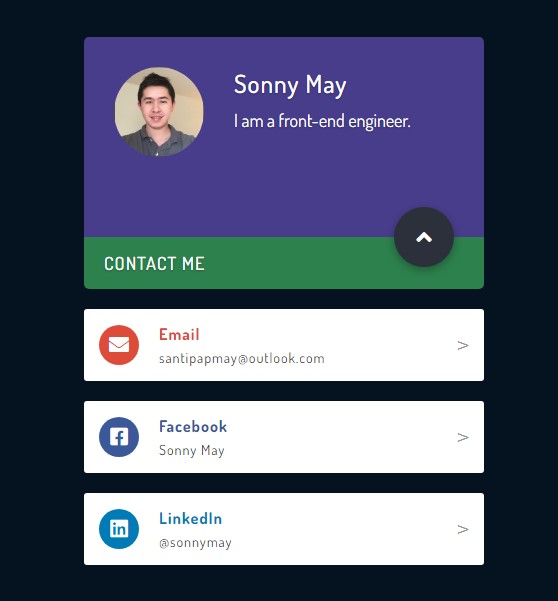 Sonny May
I am a front-end engineer.
CONTACT ME
Email
santipapmay@outlook.com
>
Facebook
Sonny May
>
LinkedIn
@sonnymay
>